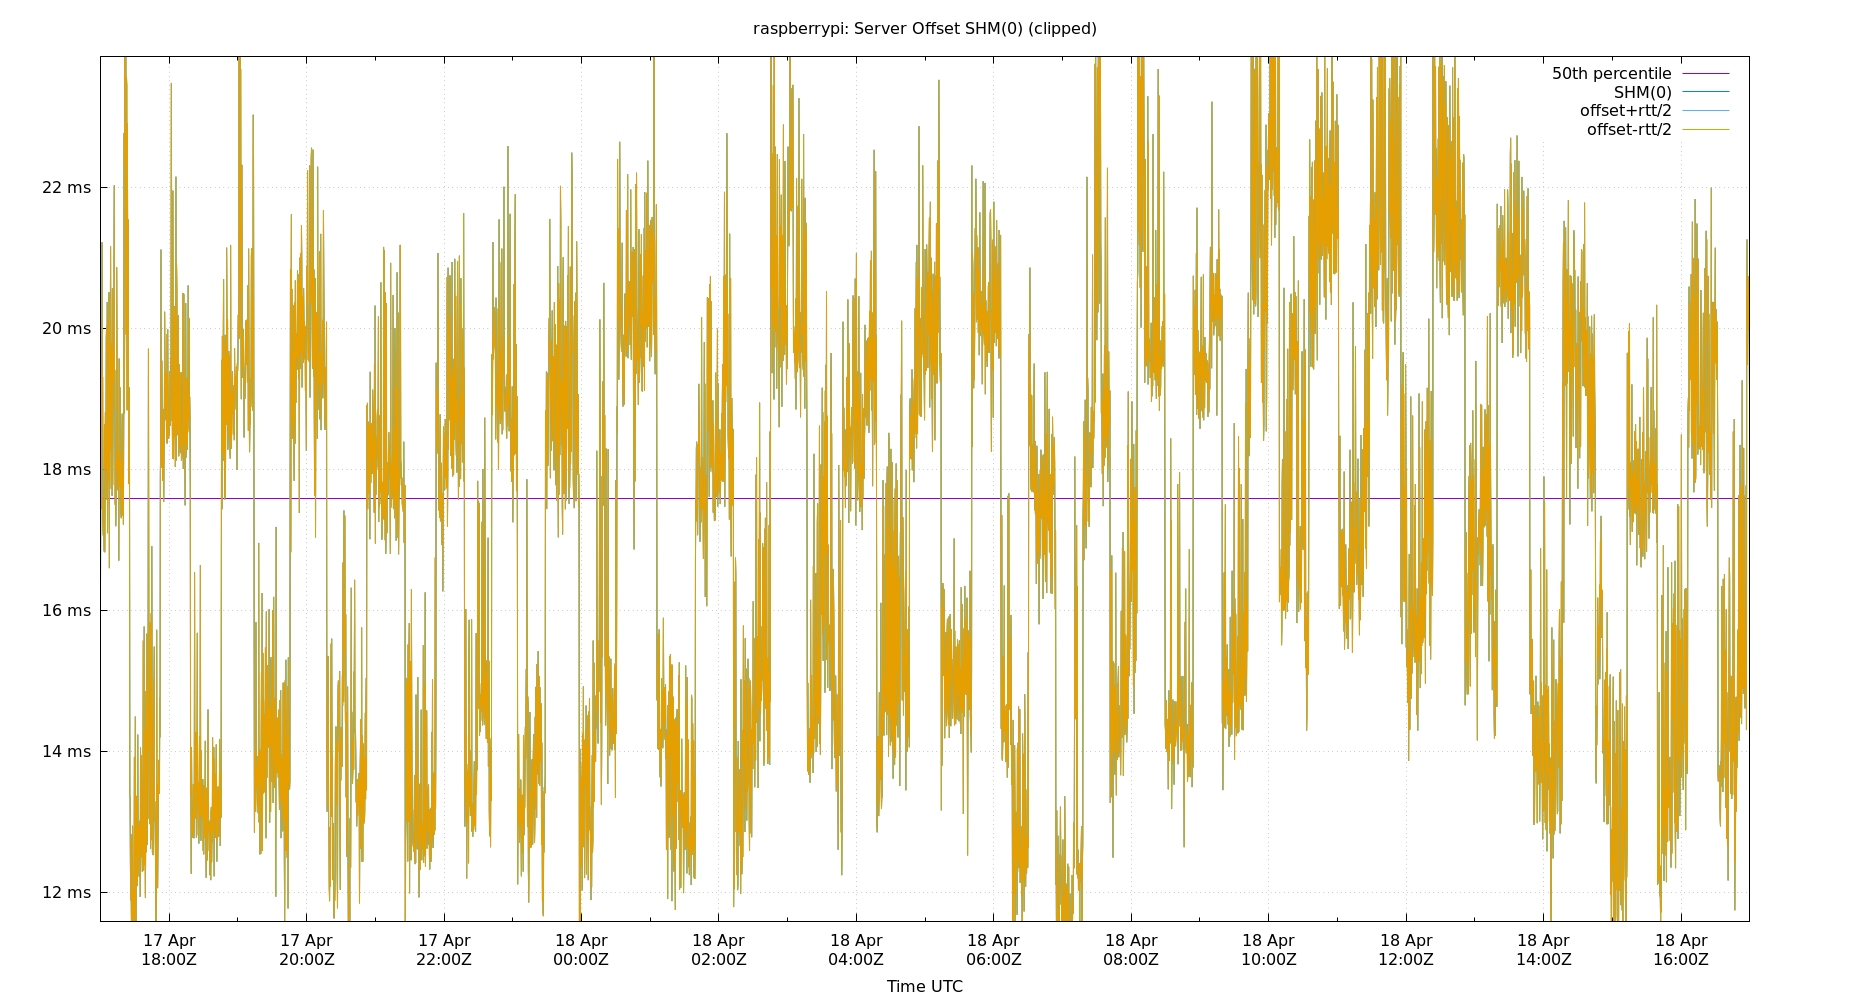 raspberrypi: Server Offset SHM(0) (clipped)
50th percentile
SHM(0)
offset+rtt/2
offset-rtt/2
22 ms
20 ms
18 ms
16 ms
14 ms
12 ms
17 Apr 17 Apr 17 Apr 18 Apr 18 Apr 18 Apr 18 Apr 18 Apr 18 Apr 18 Apr 18 Apr 18 Apr
18:00Z 20:00Z 22:00Z 00:00Z 02:00Z 04:00Z 06:00Z 08:00Z 10:00Z 12:00Z 14:00Z 16:00Z
Time UTC